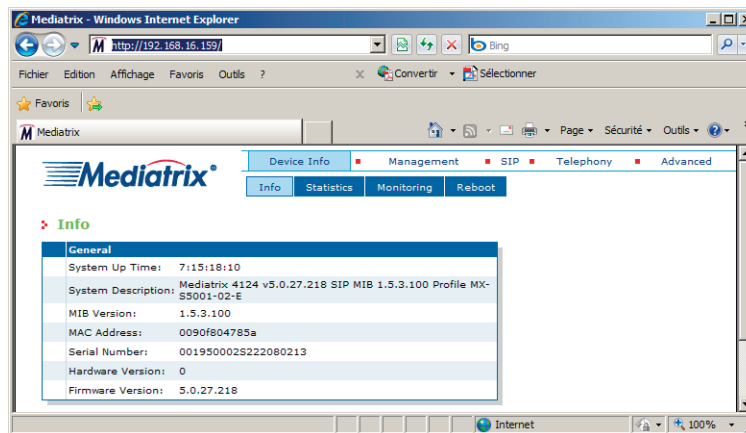 Mediatrix - Windows Internet Explorer
http://192.168.16.159/
Bing
Fichier Edition Affichage Favoris Outils ?
Convertir Sélectionner
Favoris
Mediatrix
Page Sécurité Outils
Mediatrix
Device Info Management SIP Telephony Advanced
Info Statistics Monitoring Reboot
Info
General
System Up Time: 7:15:18:10
System Description: Mediatrix 4124 v5.0.27.218 SIP MIB 1.5.3.100 Profile MX-
S5001-02-E
MIB Version: 1.5.3.100
MAC Address: 0090f804785a
Serial Number: 001950002S222080213
Hardware Version: 0
Firmware Version: 5.0.27.218
Internet 100%